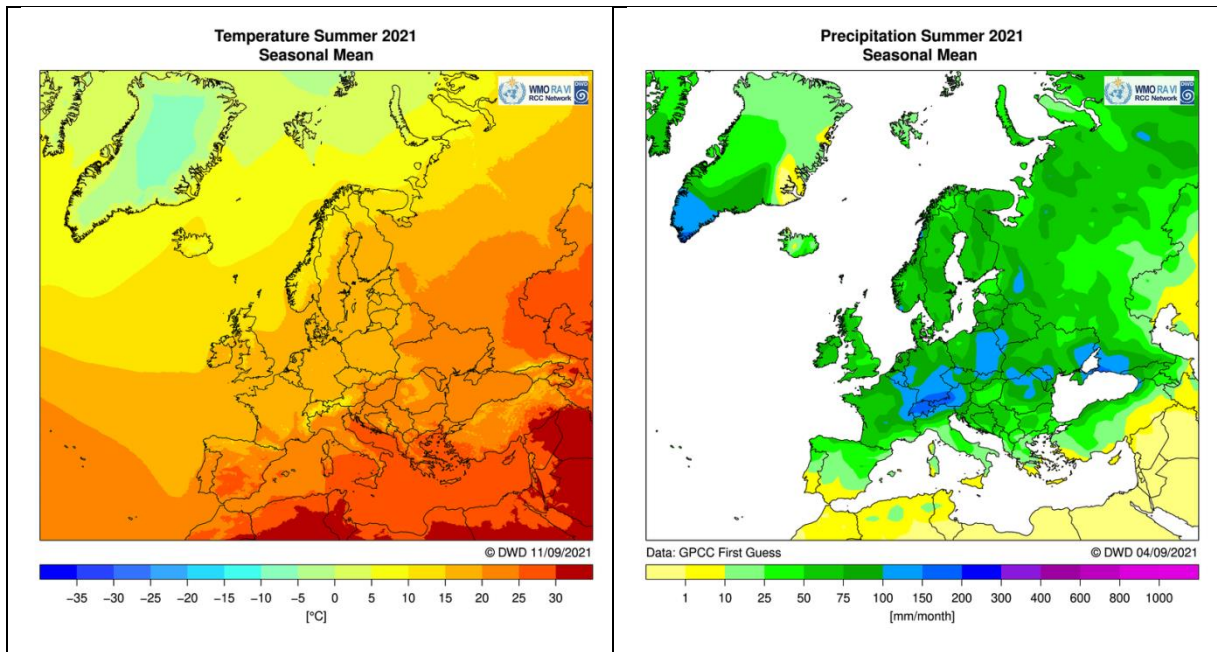 Temperature Summer 2021
Seasonal Mean
WMO RA VI
RCC Network
DWD
© DWD 11/09/2021
−35 −30 −25 −20 −15 −10 −5 0 5 10 15 20 25 30
[°C]
Precipitation Summer 2021
Seasonal Mean
WMO RA VI
RCC Network
DWD
Data: GPCC First Guess © DWD 04/09/2021
1 10 25 50 75 100 150 200 300 400 600 800 1000
[mm/month]